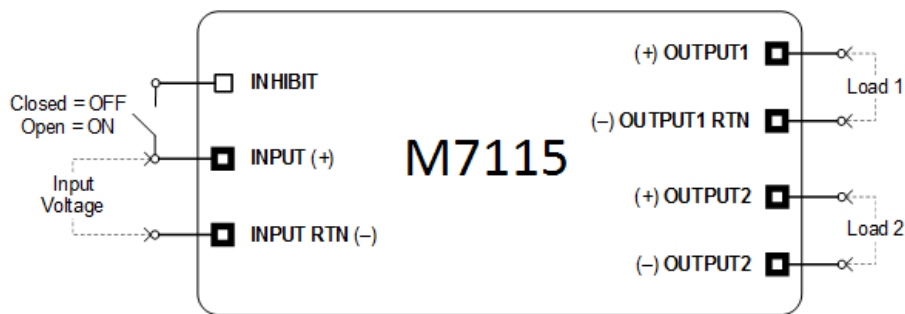 Closed = OFF
Open = ON
Input
Voltage
INHIBIT
INPUT (+)
INPUT RTN (–)
M7115
(+) OUTPUT1
(–) OUTPUT1 RTN
(+) OUTPUT2
(–) OUTPUT2
Load 1
Load 2